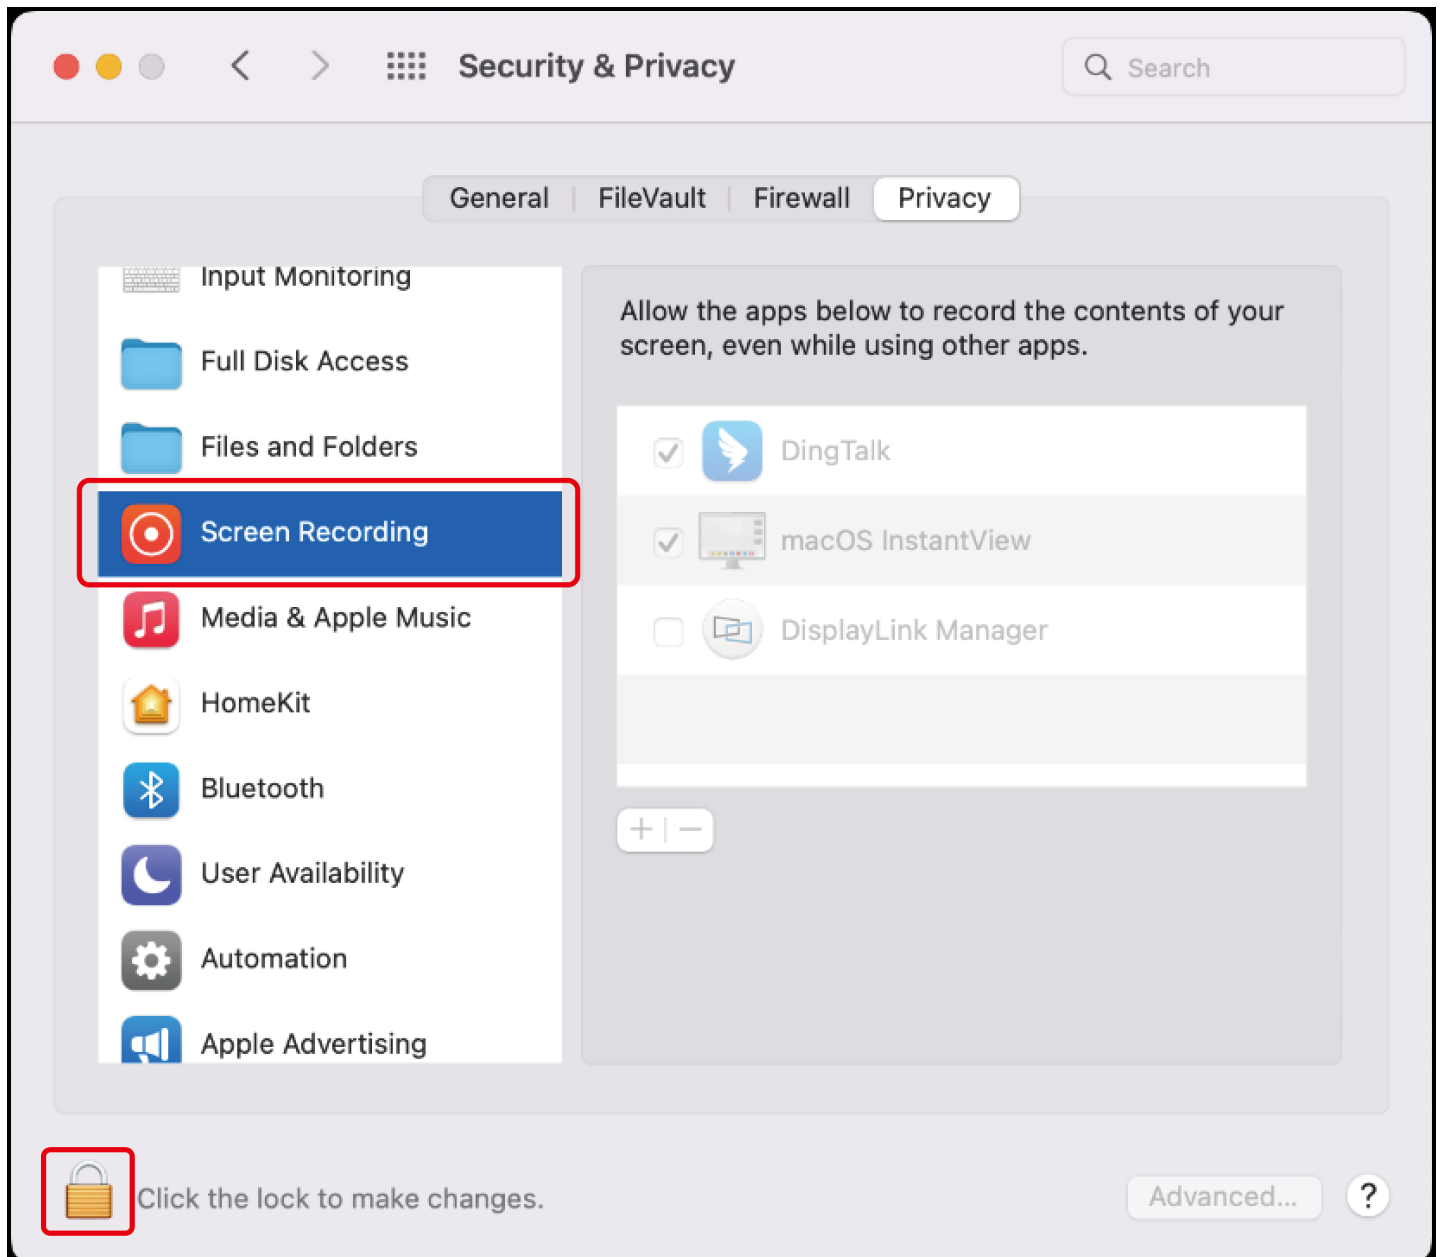 Security & Privacy
Search
General
FileVault
Firewall
Privacy
Input Monitoring
Full Disk Access
Files and Folders
Screen Recording
Media & Apple Music
HomeKit
Bluetooth
User Availability
Automation
Apple Advertising
Allow the apps below to record the contents of your
screen, even while using other apps.
DingTalk
macOS InstantView
DisplayLink Manager
+ −
Click the lock to make changes.
Advanced...
?